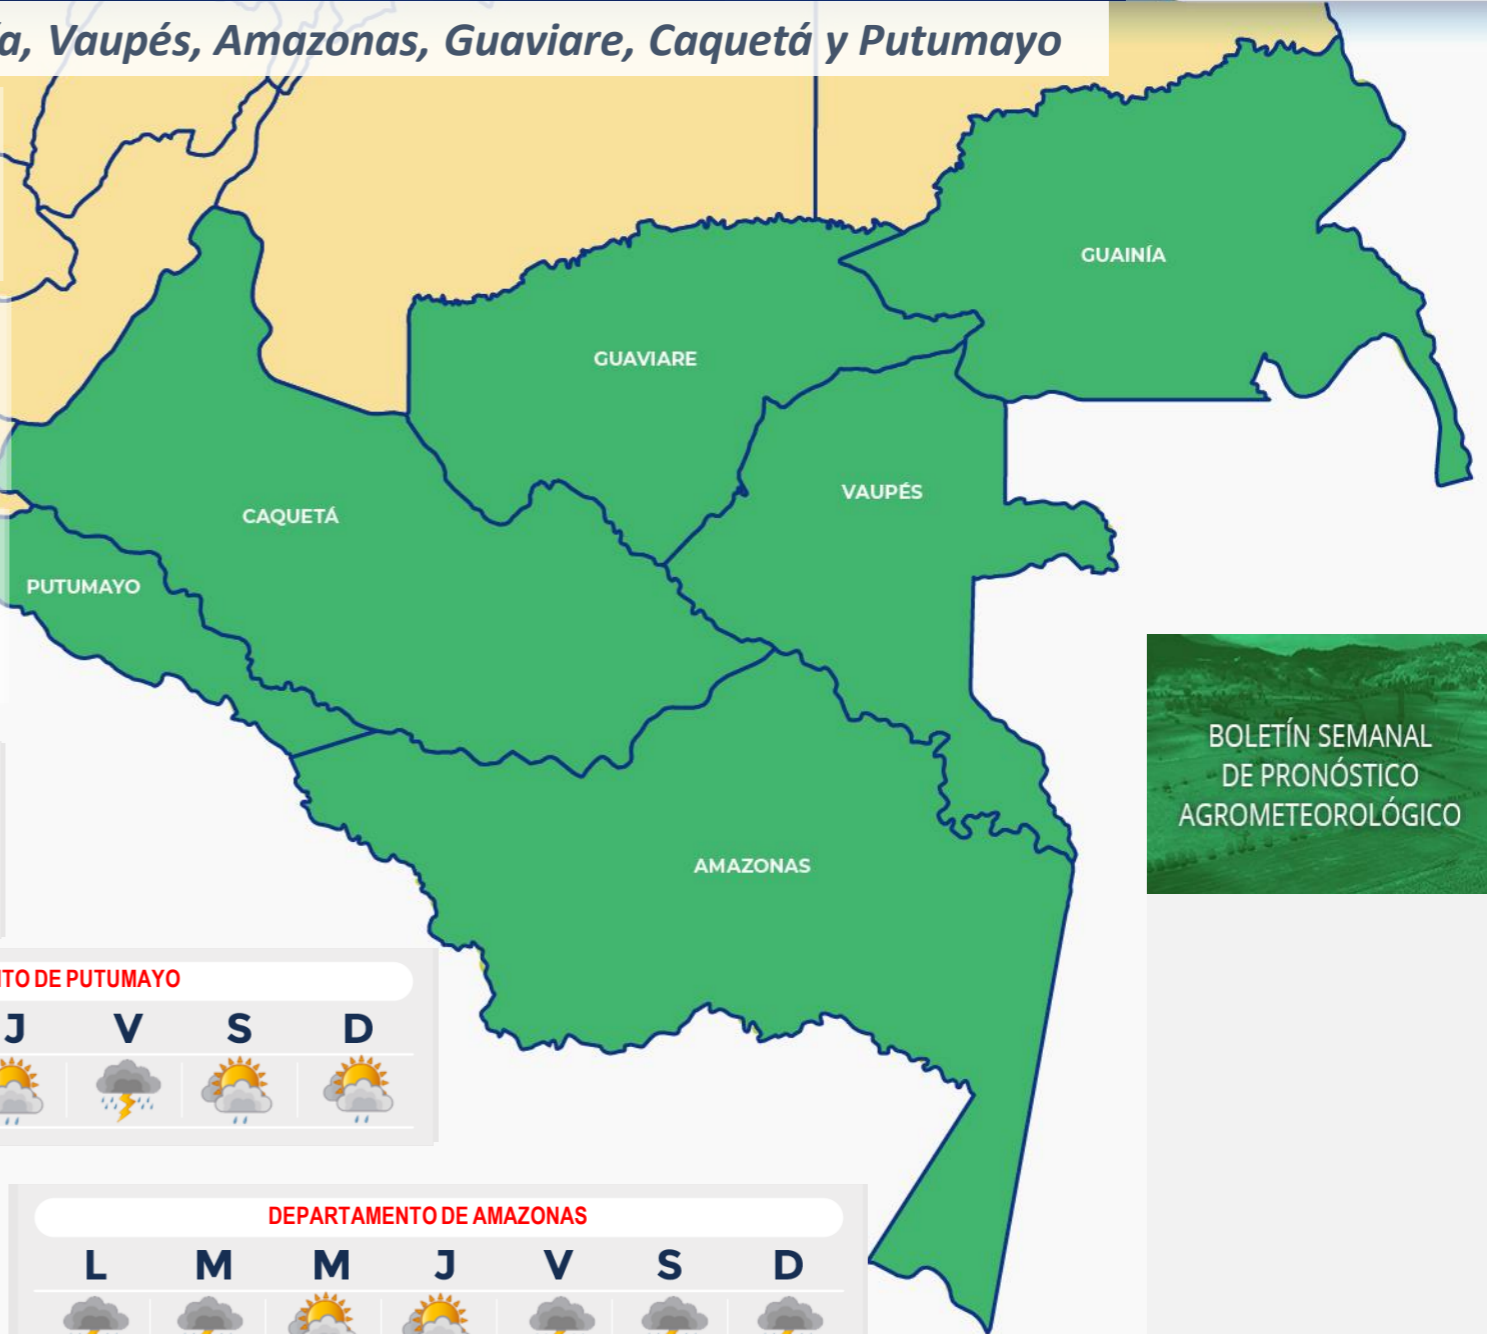 a, Vaupés, Amazonas, Guaviare, Caquetá y Putumayo
GUAINÍA
GUAVIARE
VAUPÉS
CAQUETÁ
PUTUMAYO
BOLETÍN SEMANAL
DE PRONÓSTICO
AGROMETEOROLÓGICO
AMAZONAS
NTO DE PUTUMAYO
J V S D
DEPARTAMENTO DE AMAZONAS
L M M J V S D